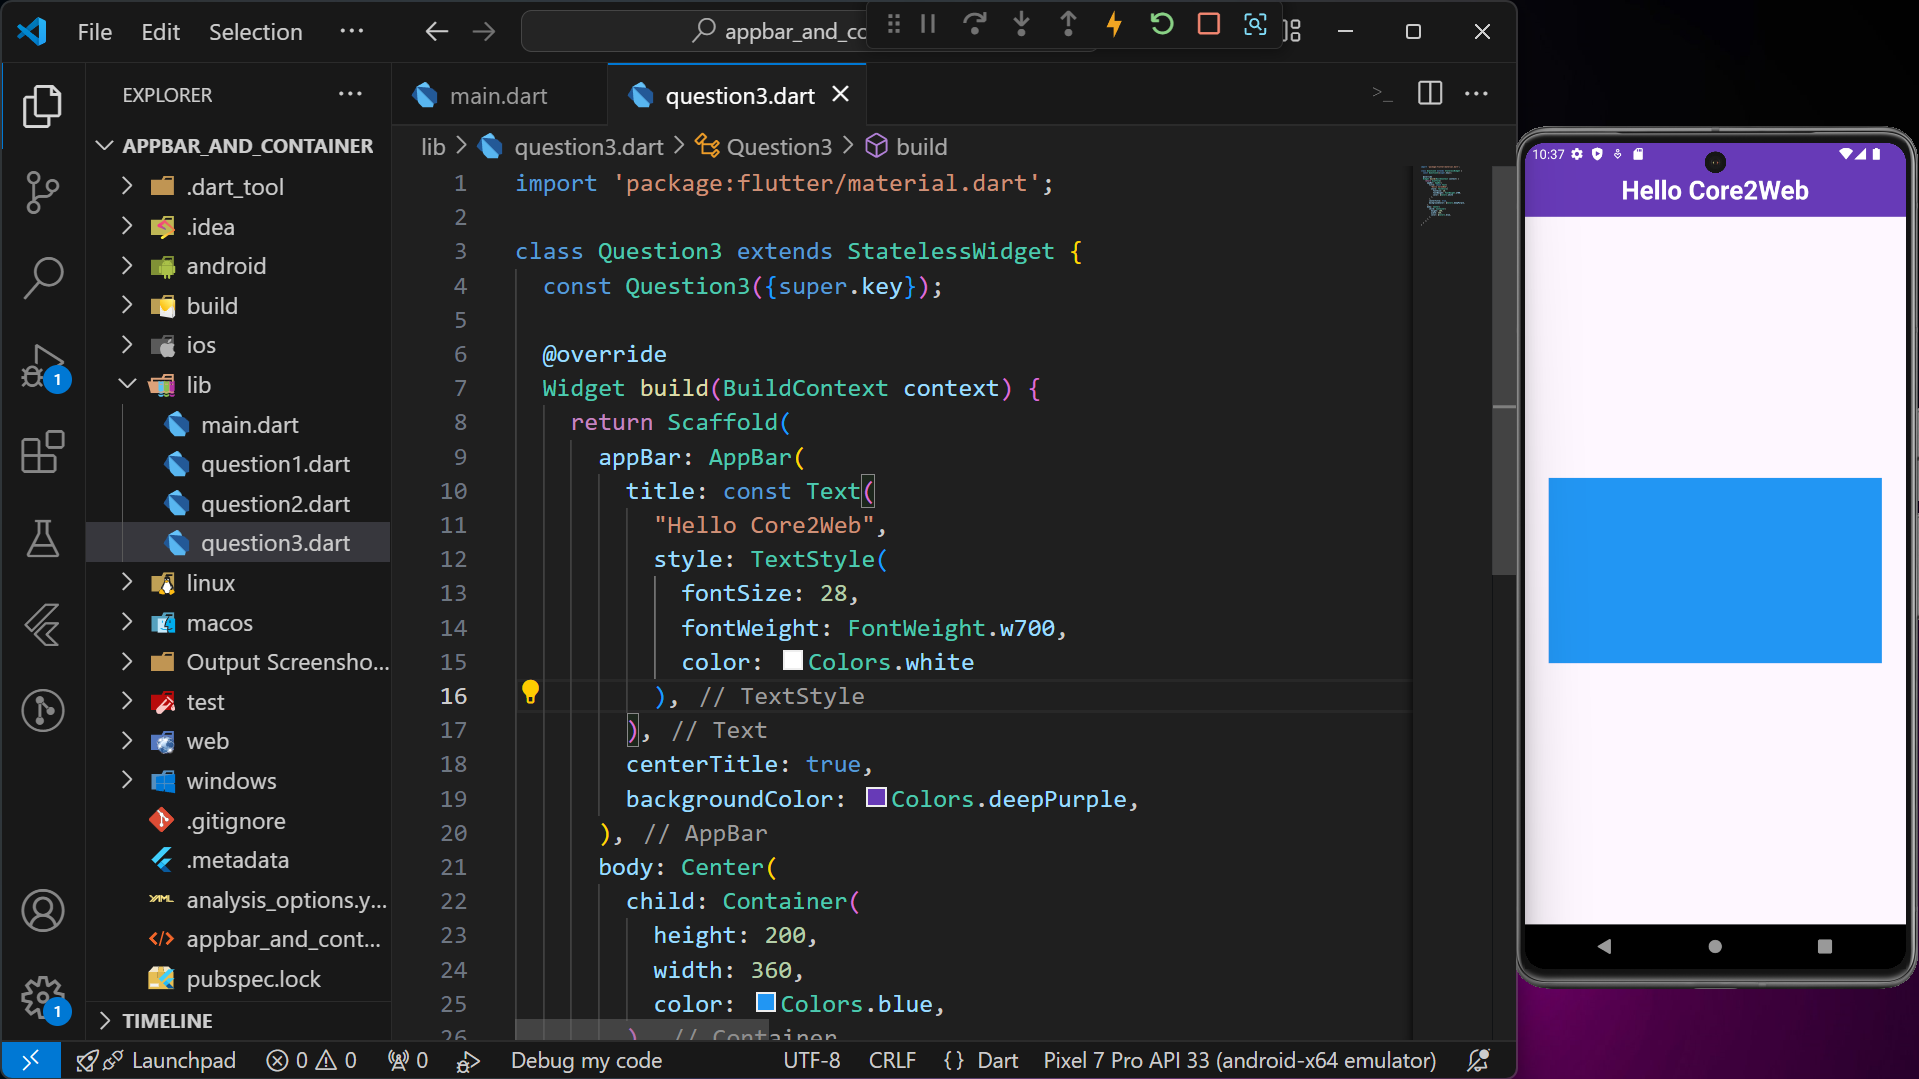 File Edit Selection ···
appbar_and_co
EXPLORER ···
APPBAR_AND_CONTAINER
.dart_tool
.idea
android
build
ios
lib
main.dart
question1.dart
question2.dart
question3.dart
linux
macos
Output Screensho...
test
web
windows
.gitignore
.metadata
analysis_options.y...
appbar_and_cont...
pubspec.lock
TIMELINE
1
1
main.dart question3.dart
lib > question3.dart > Question3 > build
1 import 'package:flutter/material.dart';
2
3 class Question3 extends StatelessWidget {
4 const Question3({super.key});
5
6 @override
7 Widget build(BuildContext context) {
8 return Scaffold(
9 appBar: AppBar(
10 title: const Text(
11 "Hello Core2Web",
12 style: TextStyle(
13 fontSize: 28,
14 fontWeight: FontWeight.w700,
15 color: Colors.white
16 ), // TextStyle
17 ), // Text
18 centerTitle: true,
19 backgroundColor: Colors.deepPurple,
20 ), // AppBar
21 body: Center(
22 child: Container(
23 height: 200,
24 width: 360,
25 color: Colors.blue,
26 ), // Container
Launchpad 0 0 0 Debug my code UTF-8 CRLF {} Dart Pixel 7 Pro API 33 (android-x64 emulator)
10:37
Hello Core2Web